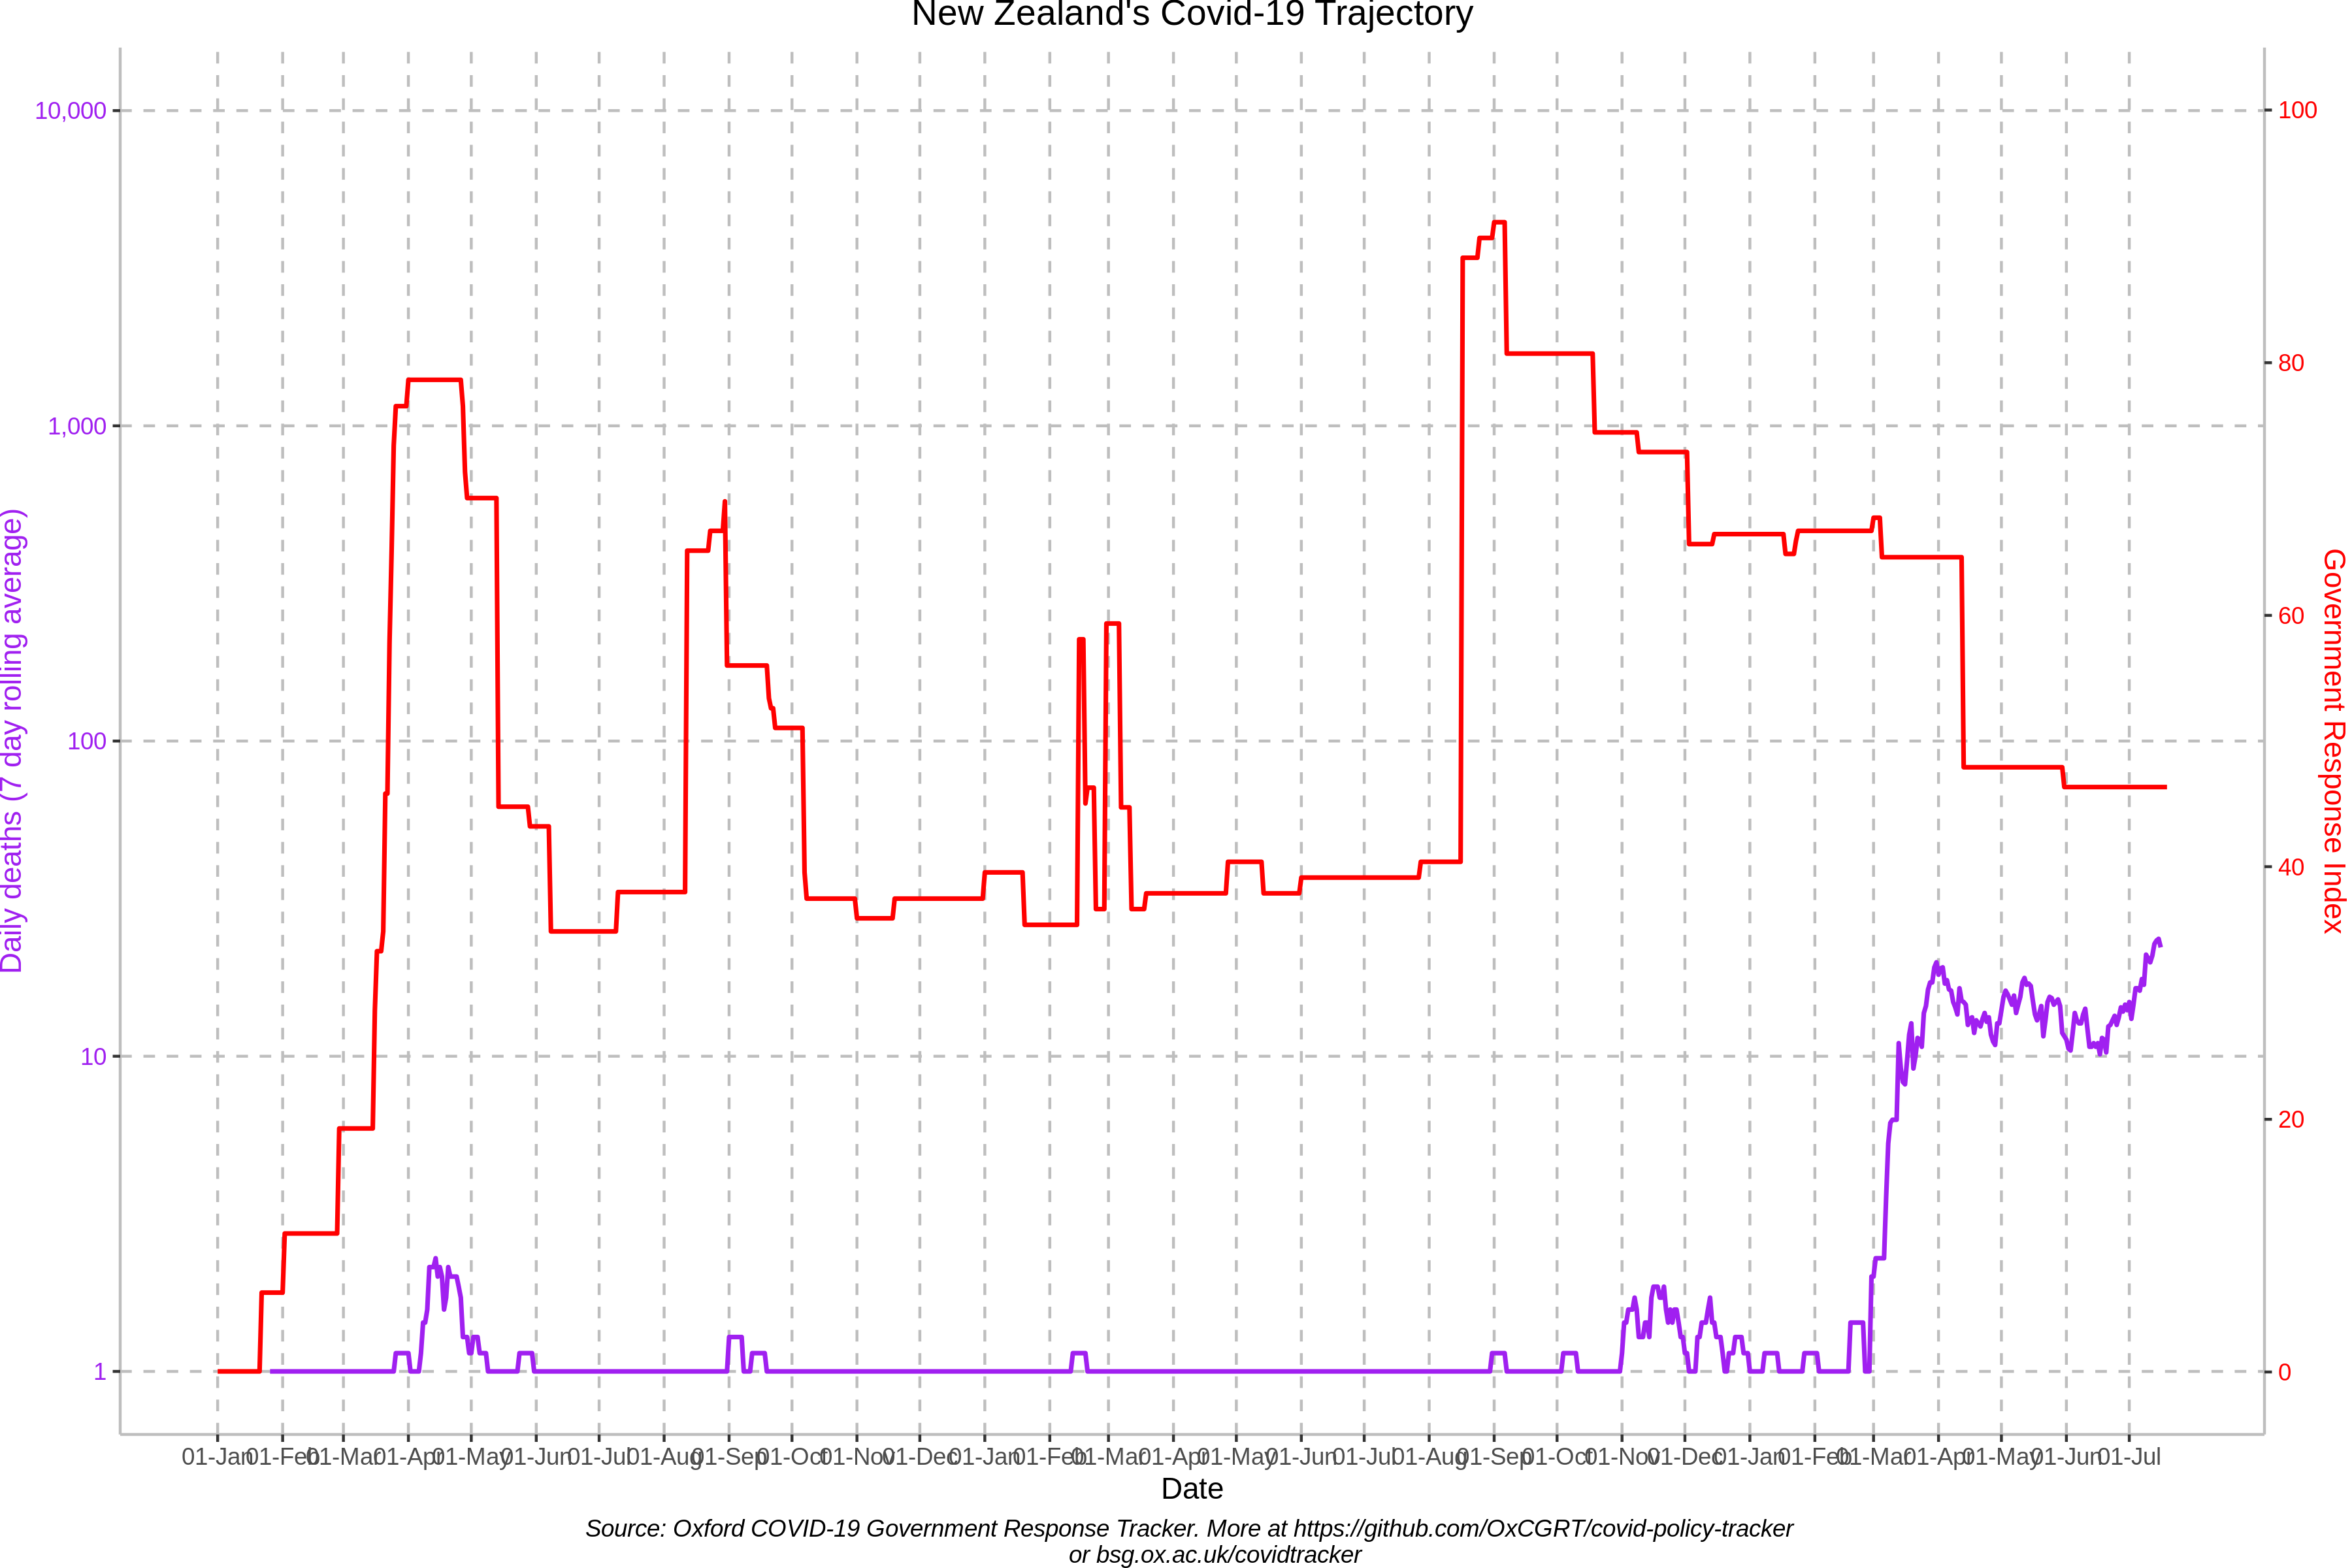 New Zealand's Covid-19 Trajectory
10,000
1,000
100
10
1
Daily deaths (7 day rolling average)
100
80
60
40
20
0
Government Response Index
01-Jan 01-Feb 01-Mar 01-Apr 01-May 01-Jun 01-Jul 01-Aug 01-Sep 01-Oct 01-Nov 01-Dec 01-Jan 01-Feb 01-Mar 01-Apr 01-May 01-Jun 01-Jul 01-Aug 01-Sep 01-Oct 01-Nov 01-Dec 01-Jan 01-Feb 01-Mar 01-Apr 01-May 01-Jun 01-Jul
Date
Source: Oxford COVID-19 Government Response Tracker. More at https://github.com/OxCGRT/covid-policy-tracker
or bsg.ox.ac.uk/covidtracker